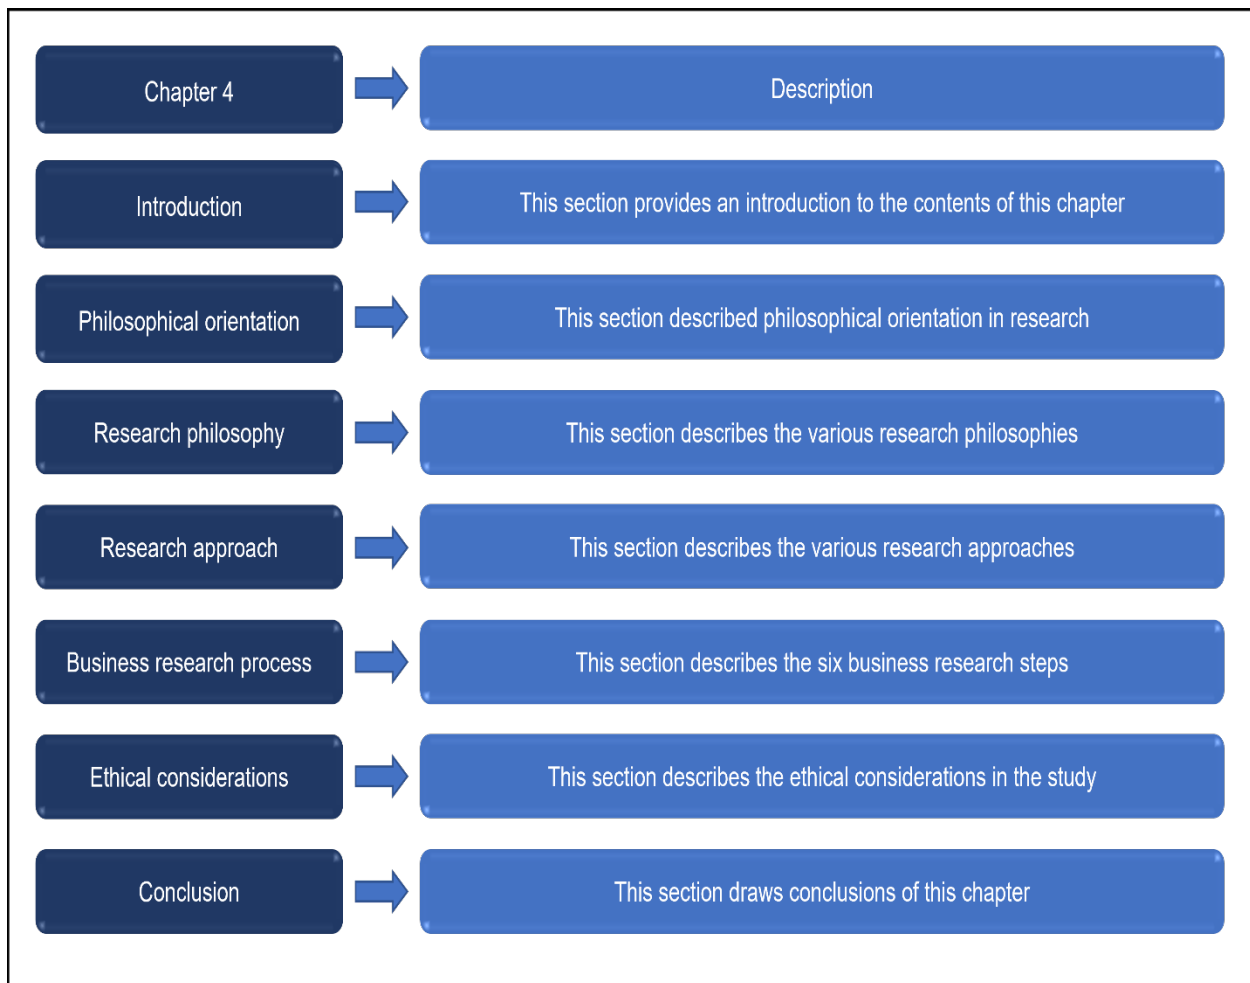 Chapter 4
Description
Introduction
This section provides an introduction to the contents of this chapter
Philosophical orientation
This section described philosophical orientation in research
Research philosophy
This section describes the various research philosophies
Research approach
This section describes the various research approaches
Business research process
This section describes the six business research steps
Ethical considerations
This section describes the ethical considerations in the study
Conclusion
This section draws conclusions of this chapter